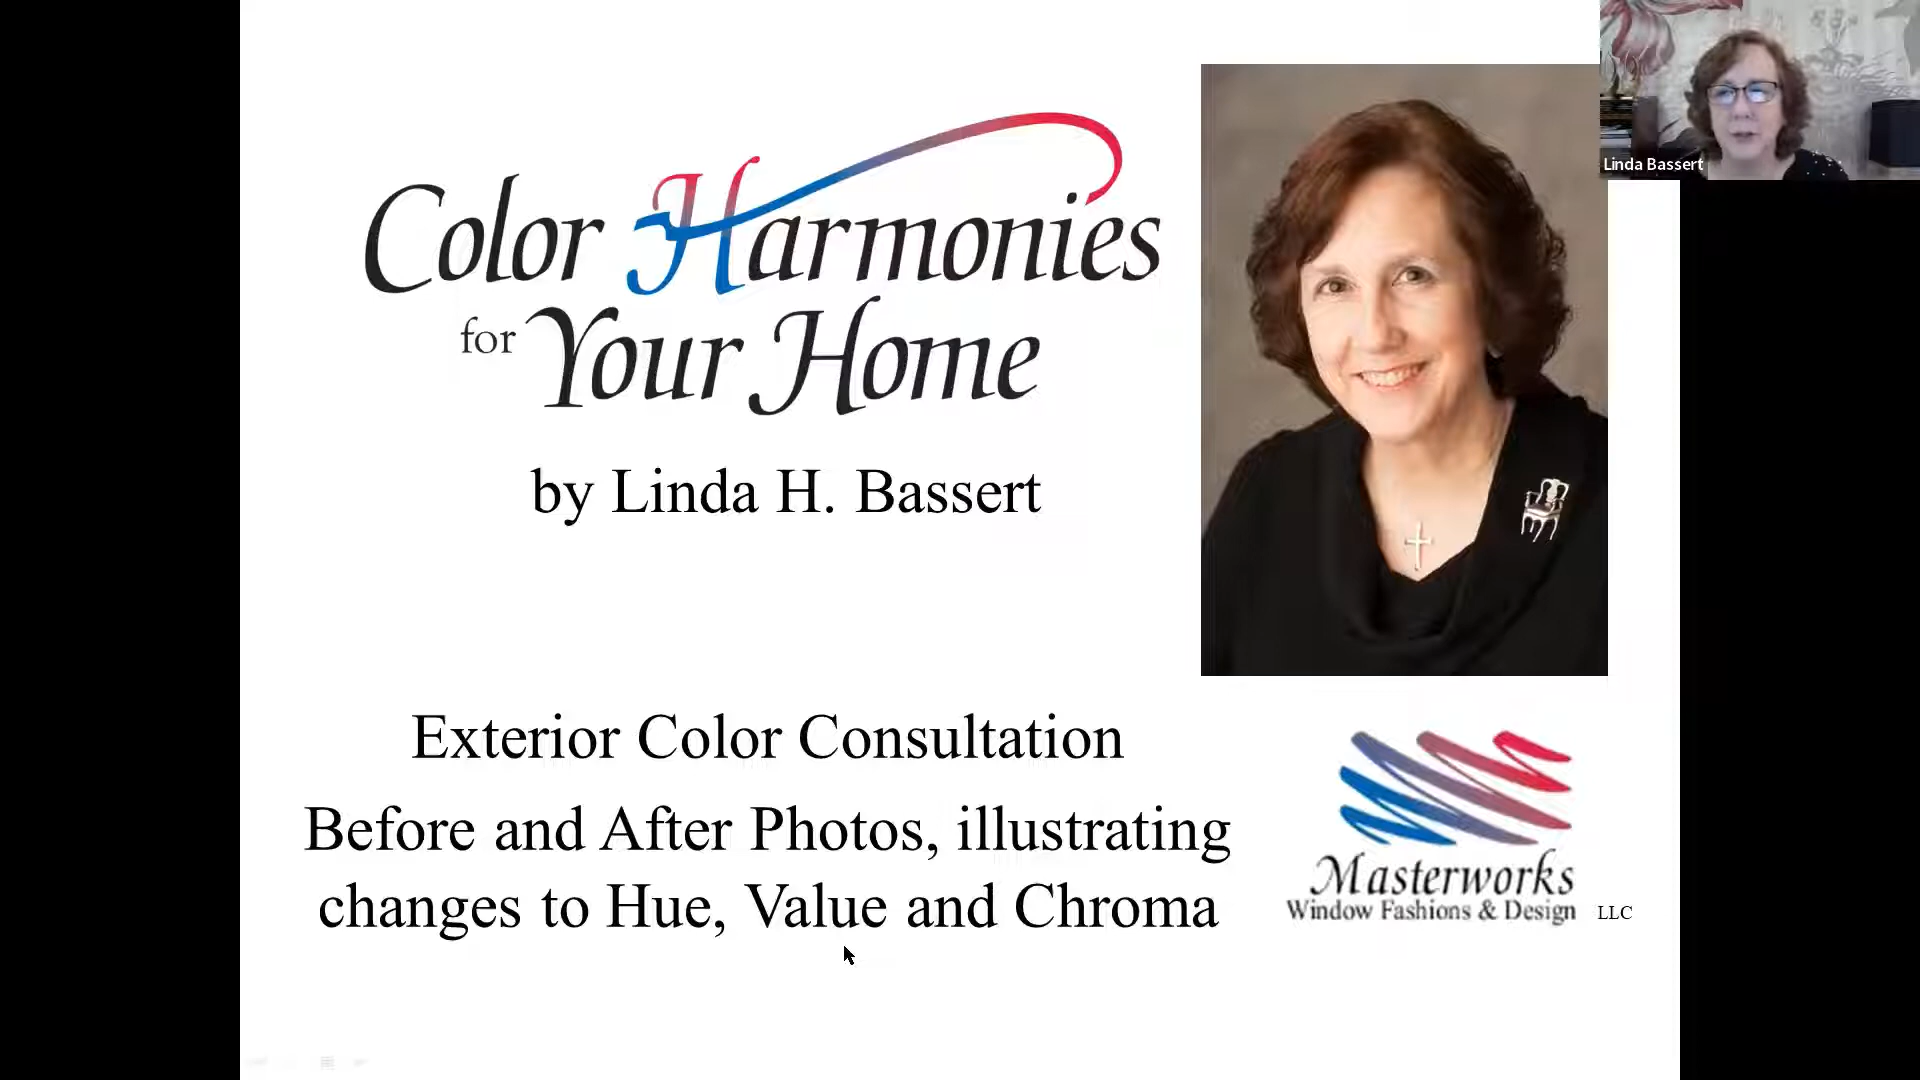 Color Harmonies
for Your Home
by Linda H. Bassert
Exterior Color Consultation
Before and After Photos, illustrating
changes to Hue, Value and Chroma
Masterworks
Window Fashions & Design LLC
Linda Bassert